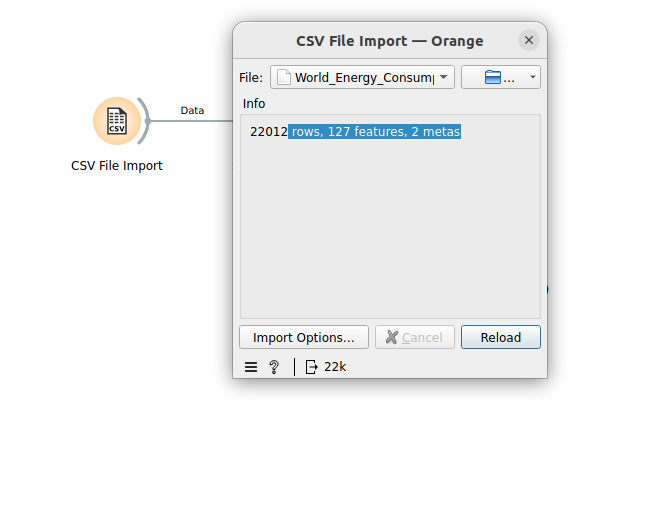 CSV File Import — Orange
File: World_Energy_Consum ...
Info
Data
22012 rows, 127 features, 2 metas
CSV
CSV File Import
Import Options... Cancel Reload
? 22k